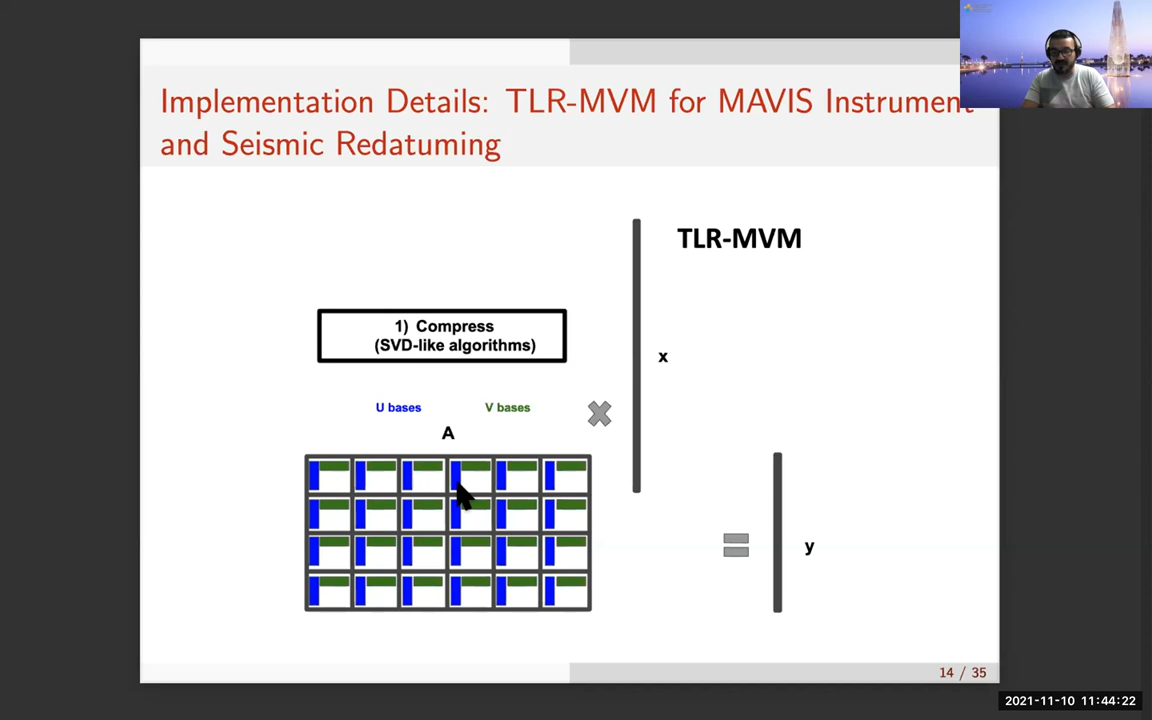 Implementation Details: TLR-MVM for MAVIS Instrument
and Seismic Redatuming
TLR-MVM
1) Compress
(SVD-like algorithms)
x
U bases
V bases
A
y
14 / 35
2021-11-10 11:44:22